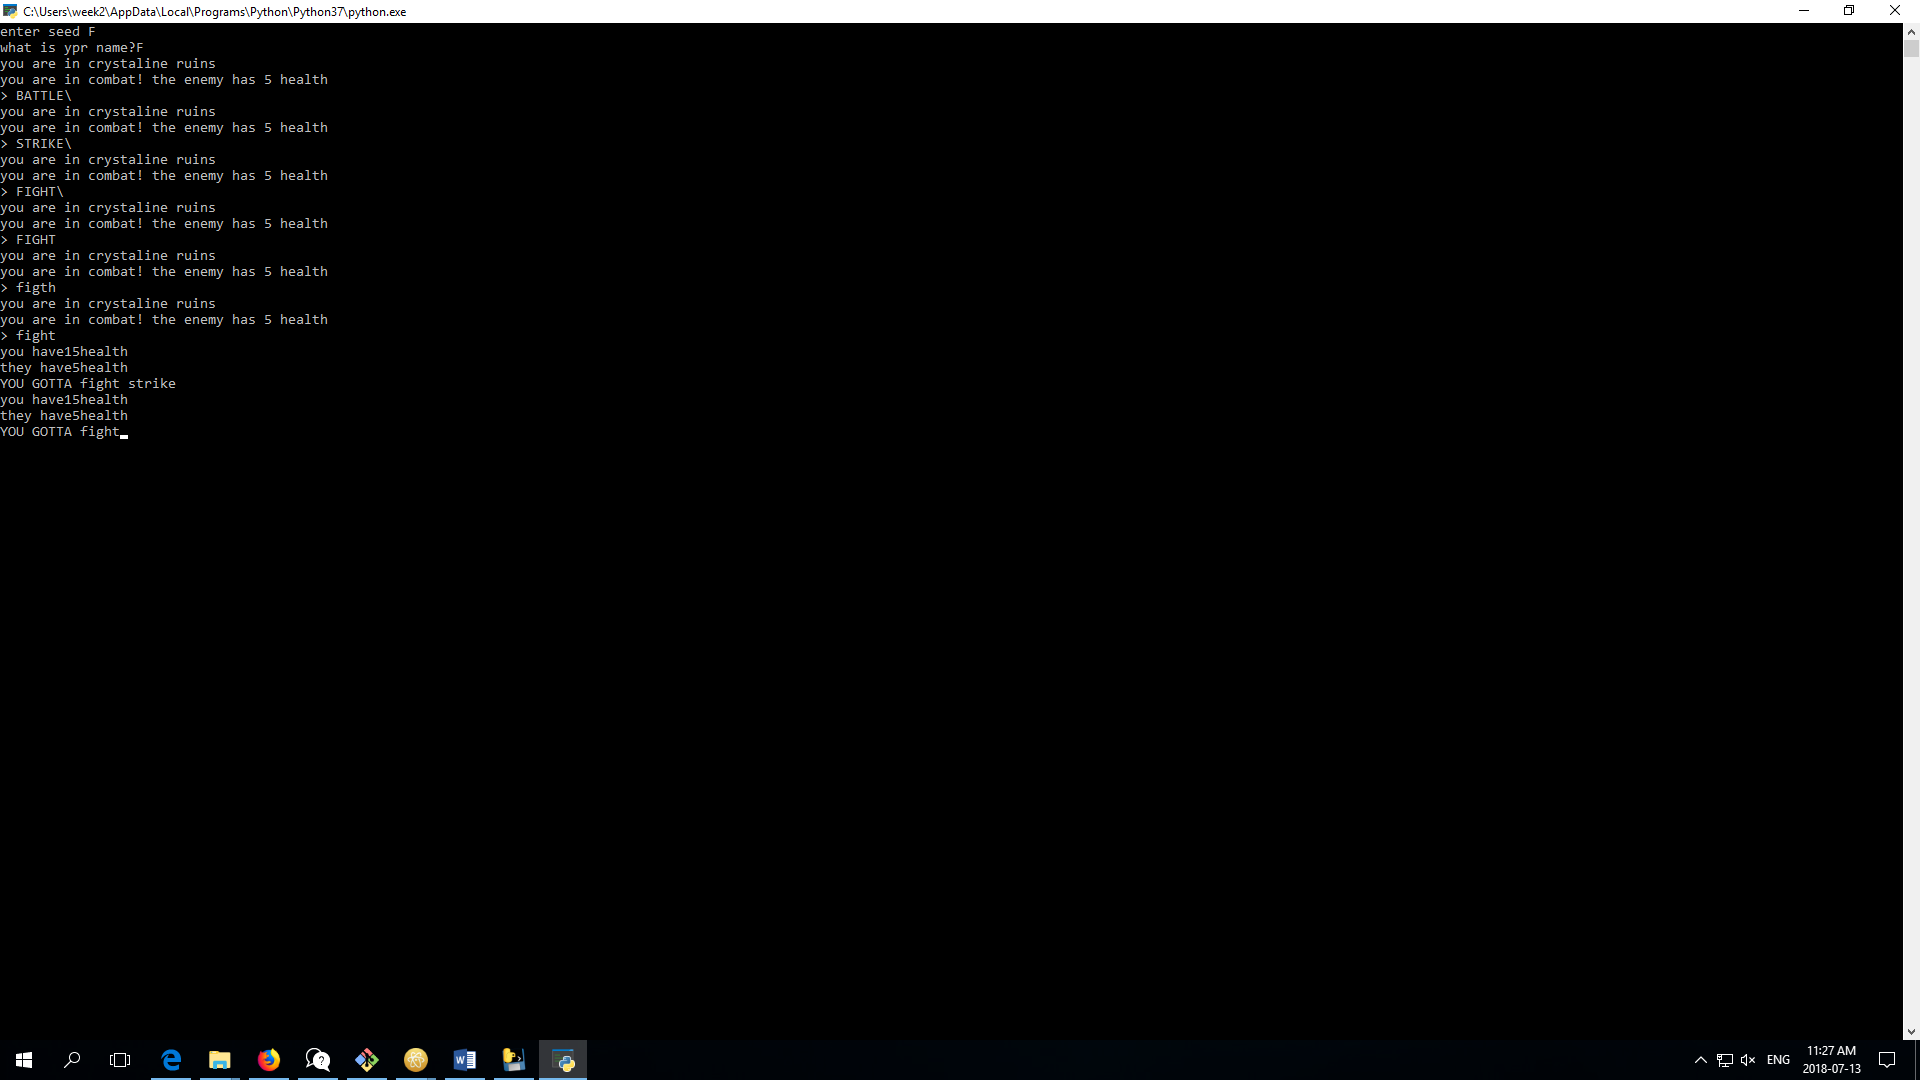 C:\Users\week2\AppData\Local\Programs\Python\Python37\python.exe
enter seed F
what is ypr name?F
you are in crystaline ruins
you are in combat! the enemy has 5 health
> BATTLE\
you are in crystaline ruins
you are in combat! the enemy has 5 health
> STRIKE\
you are in crystaline ruins
you are in combat! the enemy has 5 health
> FIGHT\
you are in crystaline ruins
you are in combat! the enemy has 5 health
> FIGHT
you are in crystaline ruins
you are in combat! the enemy has 5 health
> figth
you are in crystaline ruins
you are in combat! the enemy has 5 health
> fight
you have15health
they have5health
YOU GOTTA fight strike
you have15health
they have5health
YOU GOTTA fight
ENG
11:27 AM
2018-07-13